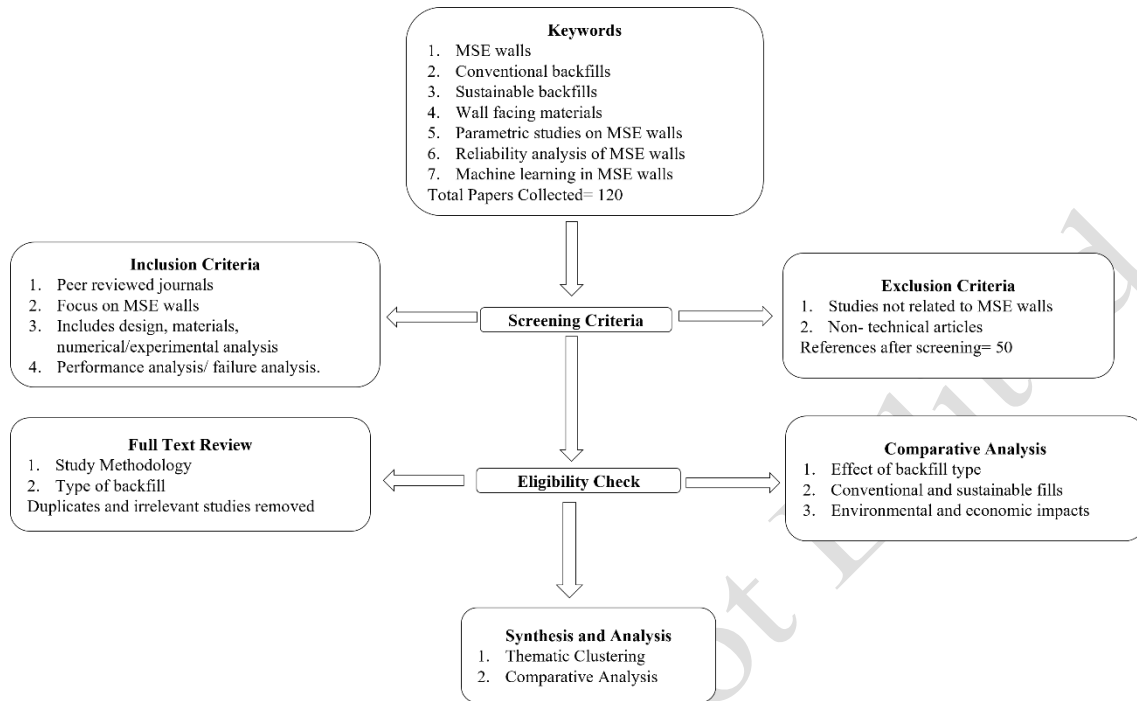 Keywords
1. MSE walls
2. Conventional backfills
3. Sustainable backfills
4. Wall facing materials
5. Parametric studies on MSE walls
6. Reliability analysis of MSE walls
7. Machine learning in MSE walls
Total Papers Collected= 120
Inclusion Criteria
1. Peer reviewed journals
2. Focus on MSE walls
3. Includes design, materials,
numerical/experimental analysis
4. Performance analysis/ failure analysis.
Screening Criteria
Exclusion Criteria
1. Studies not related to MSE walls
2. Non- technical articles
References after screening= 50
Full Text Review
1. Study Methodology
2. Type of backfill
Duplicates and irrelevant studies removed
Eligibility Check
Comparative Analysis
1. Effect of backfill type
2. Conventional and sustainable fills
3. Environmental and economic impacts
Synthesis and Analysis
1. Thematic Clustering
2. Comparative Analysis